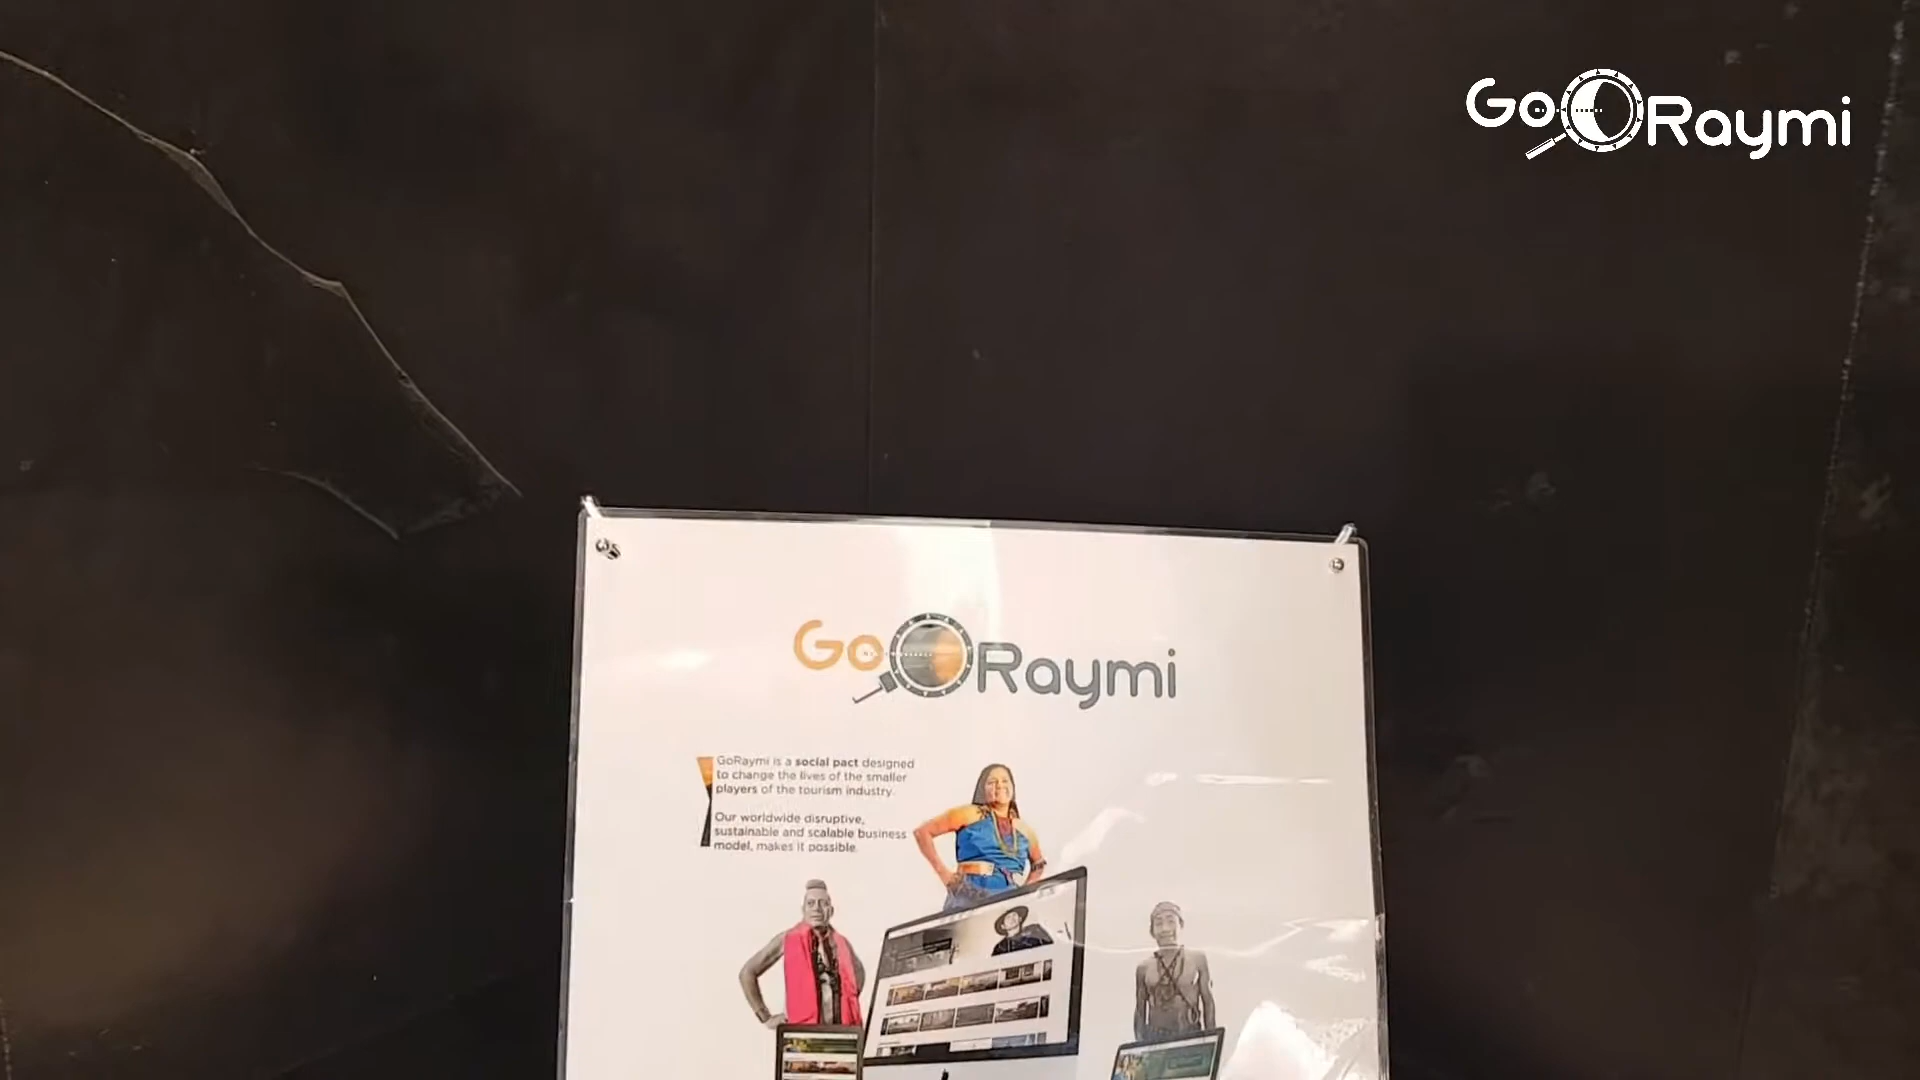 GoRaymi
GoRaymi
GoRaymi is a social pact designed
to change the lives of the smaller
players of the tourism industry.
Our worldwide disruptive,
sustainable and scalable business
model, makes it possible.